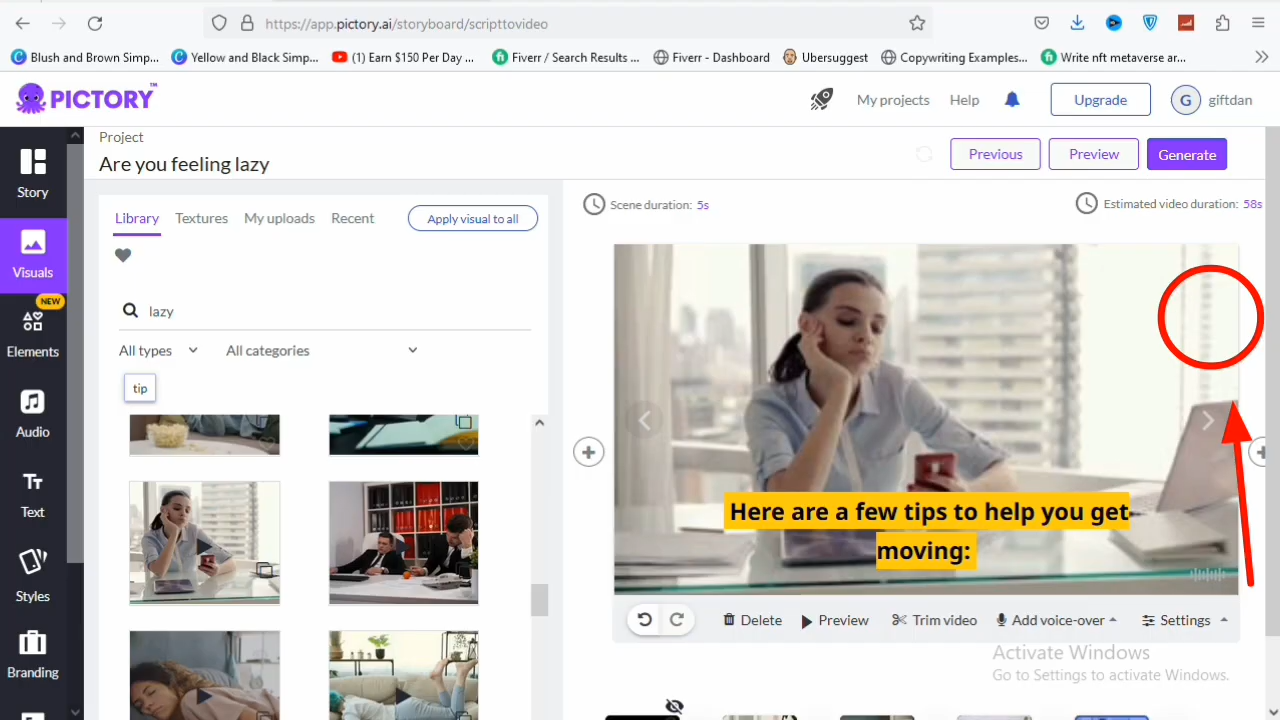 https://app.pictory.ai/storyboard/scripttovideo
Blush and Brown Simp...
Yellow and Black Simp...
(1) Earn $150 Per Day ...
Fiverr / Search Results ...
Fiverr - Dashboard
Ubersuggest
Copywriting Examples...
Write nft metaverse ar...
PICTORY™
My projects
Help
Upgrade
G
giftdan
Project
Are you feeling lazy
Previous
Preview
Generate
Story
Visuals
NEW
Elements
Audio
Text
Styles
Branding
Library
Textures
My uploads
Recent
Apply visual to all
lazy
All types
All categories
tip
Scene duration: 5s
Estimated video duration: 58s
Here are a few tips to help you get
moving:
Delete
Preview
Trim video
Add voice-over
Settings
Activate Windows
Go to Settings to activate Windows.